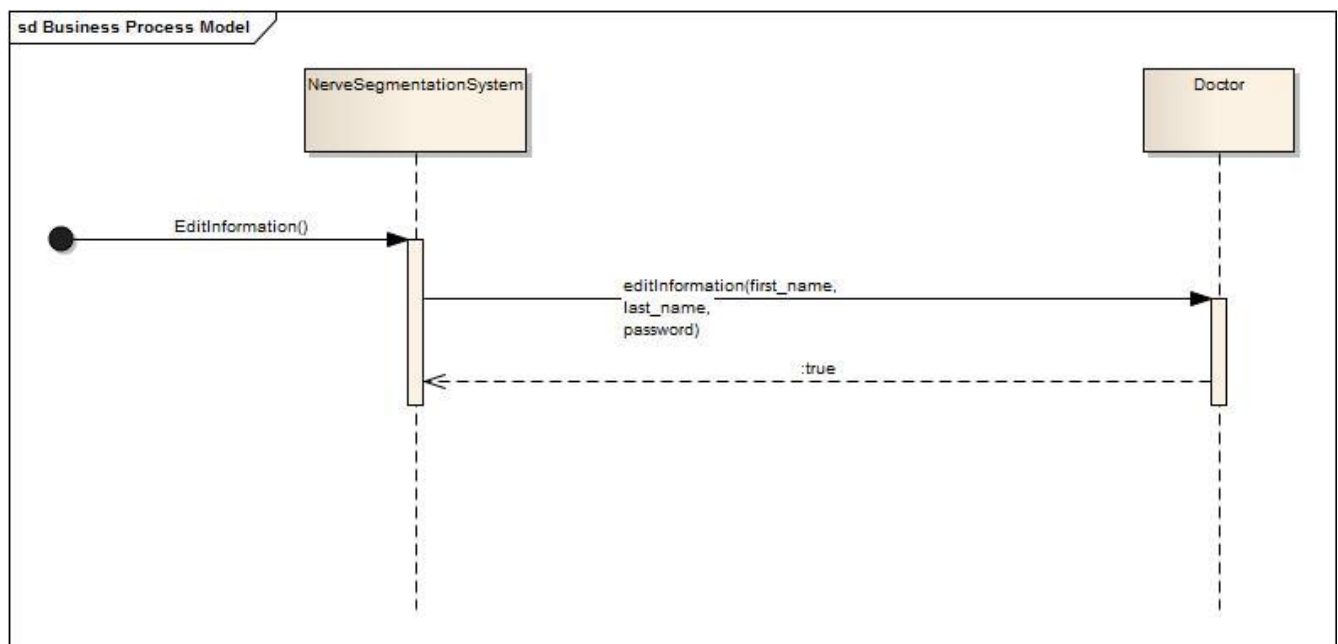 sd Business Process Model
NerveSegmentationSystem
Doctor
EditInformation()
editInformation(first_name,
last_name,
password)
:true